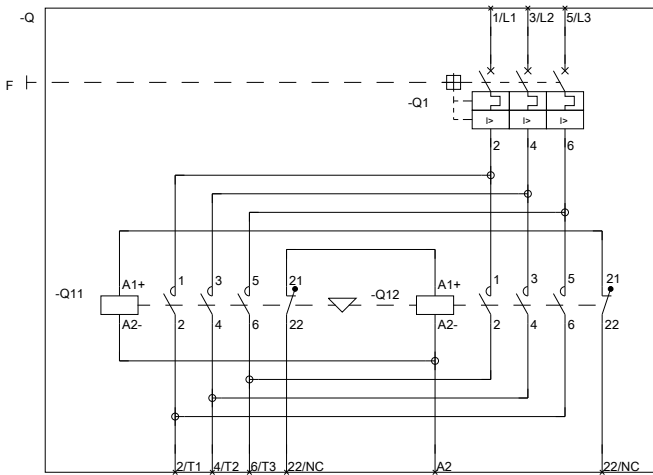 -Q 1/L1 3/L2 5/L3
F
-Q1
I> I> I>
2 4 6
1 3 5 21 1 3 5 21
-Q11 A1+ -Q12 A1+
A2- 2 4 6 22 A2- 2 4 6 22
2/T1 4/T2 6/T3 22/NC A2 22/NC